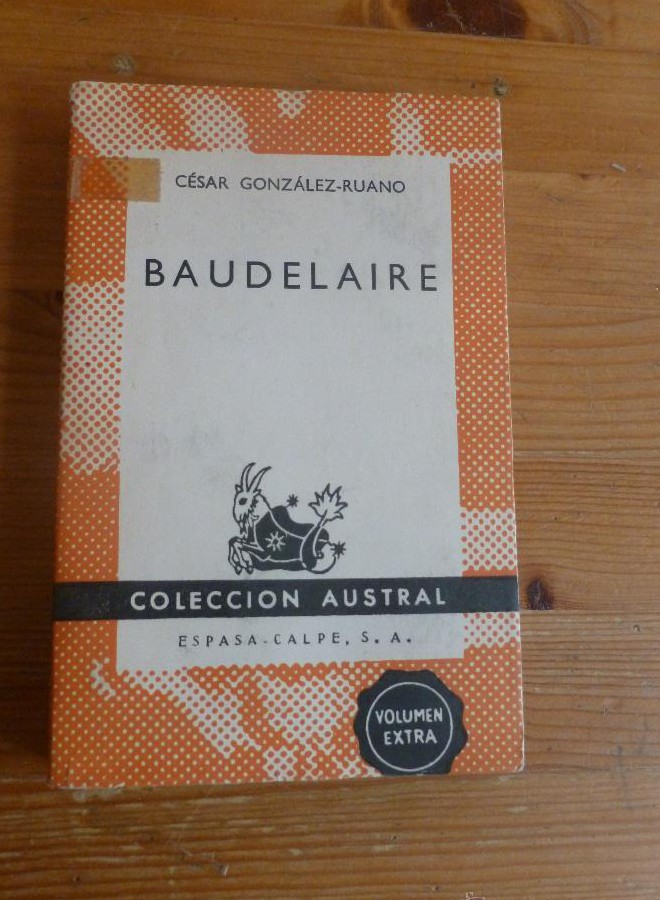 CÉSAR GONZÁLEZ-RUANO
BAUDELAIRE
COLECCION AUSTRAL
ESPASA-CALPE, S. A.
VOLUMEN
EXTRA